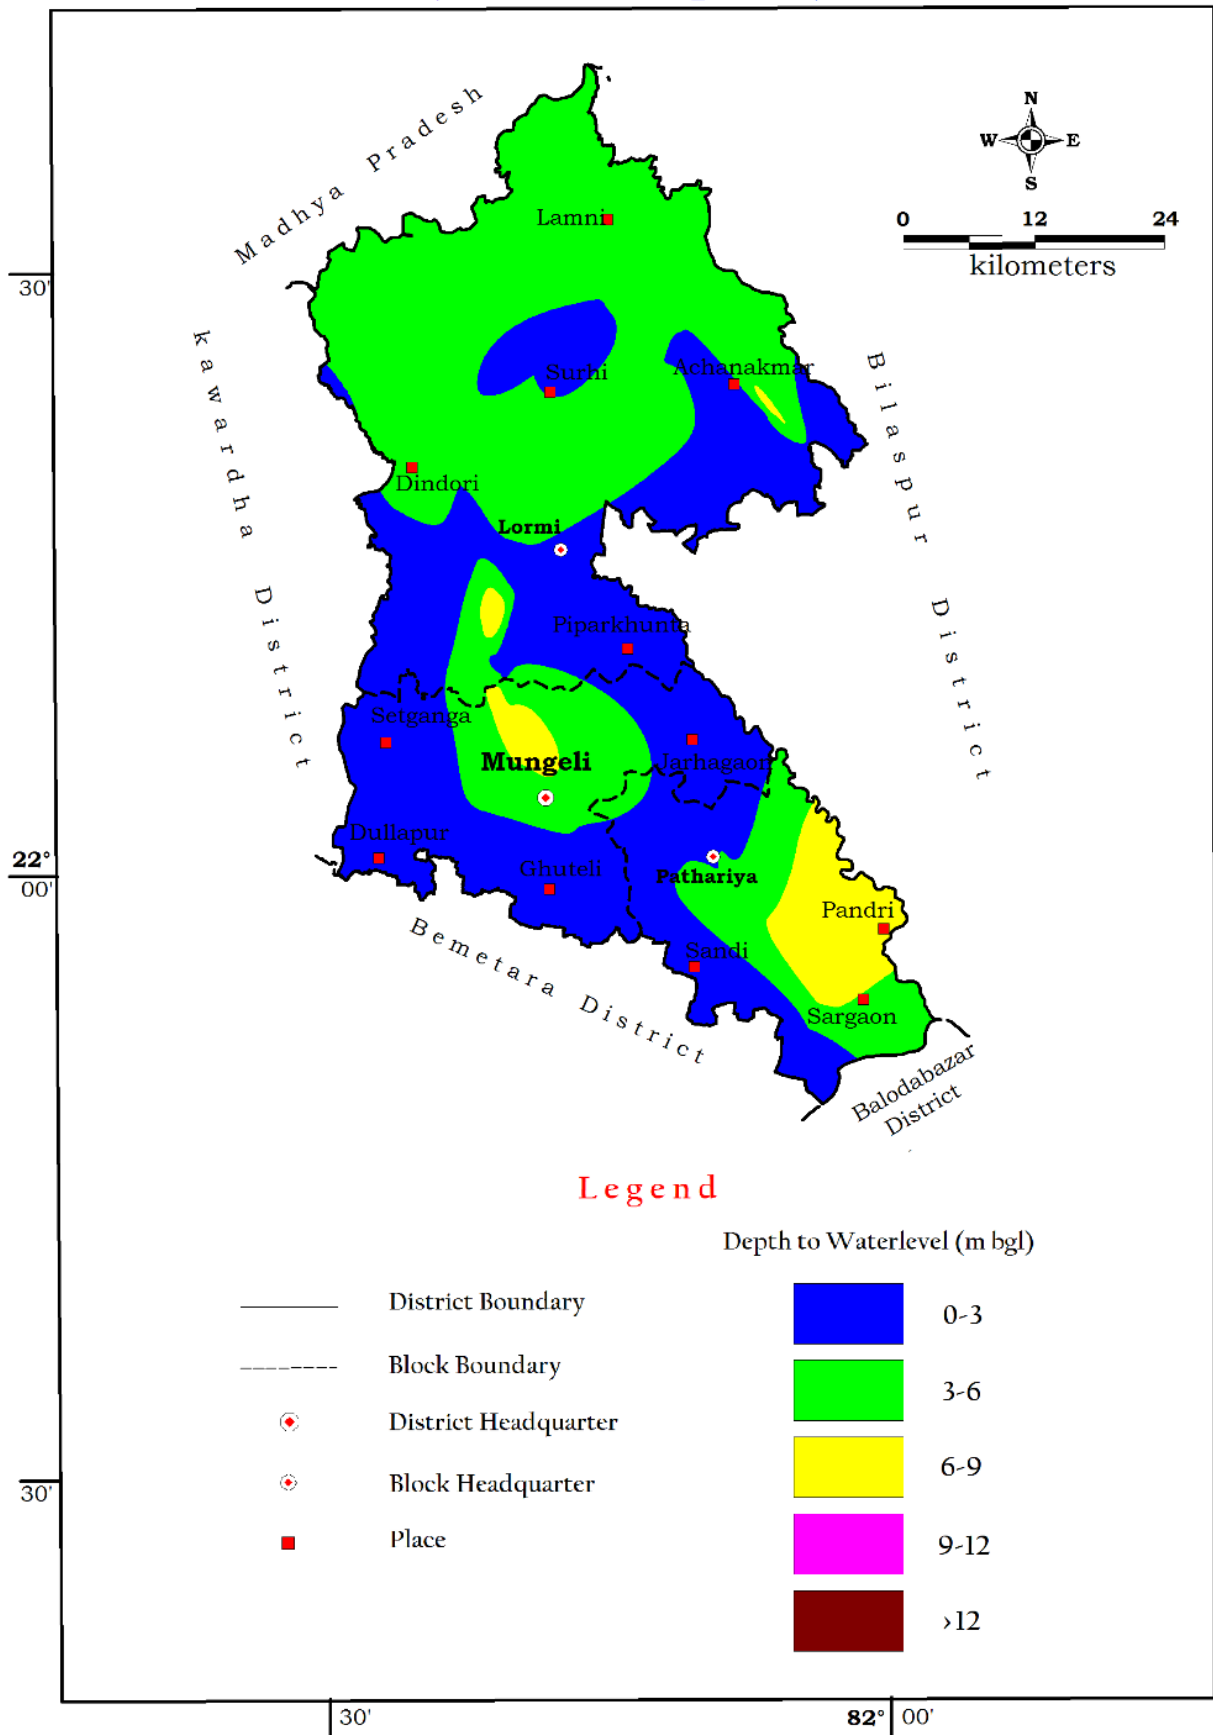 N
W E
S
0 12 24
kilometers
Madhya Pradesh
Lamni
30'
kawardha District
Surhi
Achanakmar
Bilaspur District
Dindori
Lormi
Piparkhunta
Setganga
Mungeli
Jarhagaon
Dullapur
22°
00'
Ghuteli
Pathariya
Pandri
Bemetara District
Sandi
Sargaon
Balodabazar
District
Legend
Depth to Waterlevel (m bgl)
District Boundary
0-3
Block Boundary
3-6
District Headquarter
6-9
Block Headquarter
30'
Place
9-12
>12
30'
82° 00'